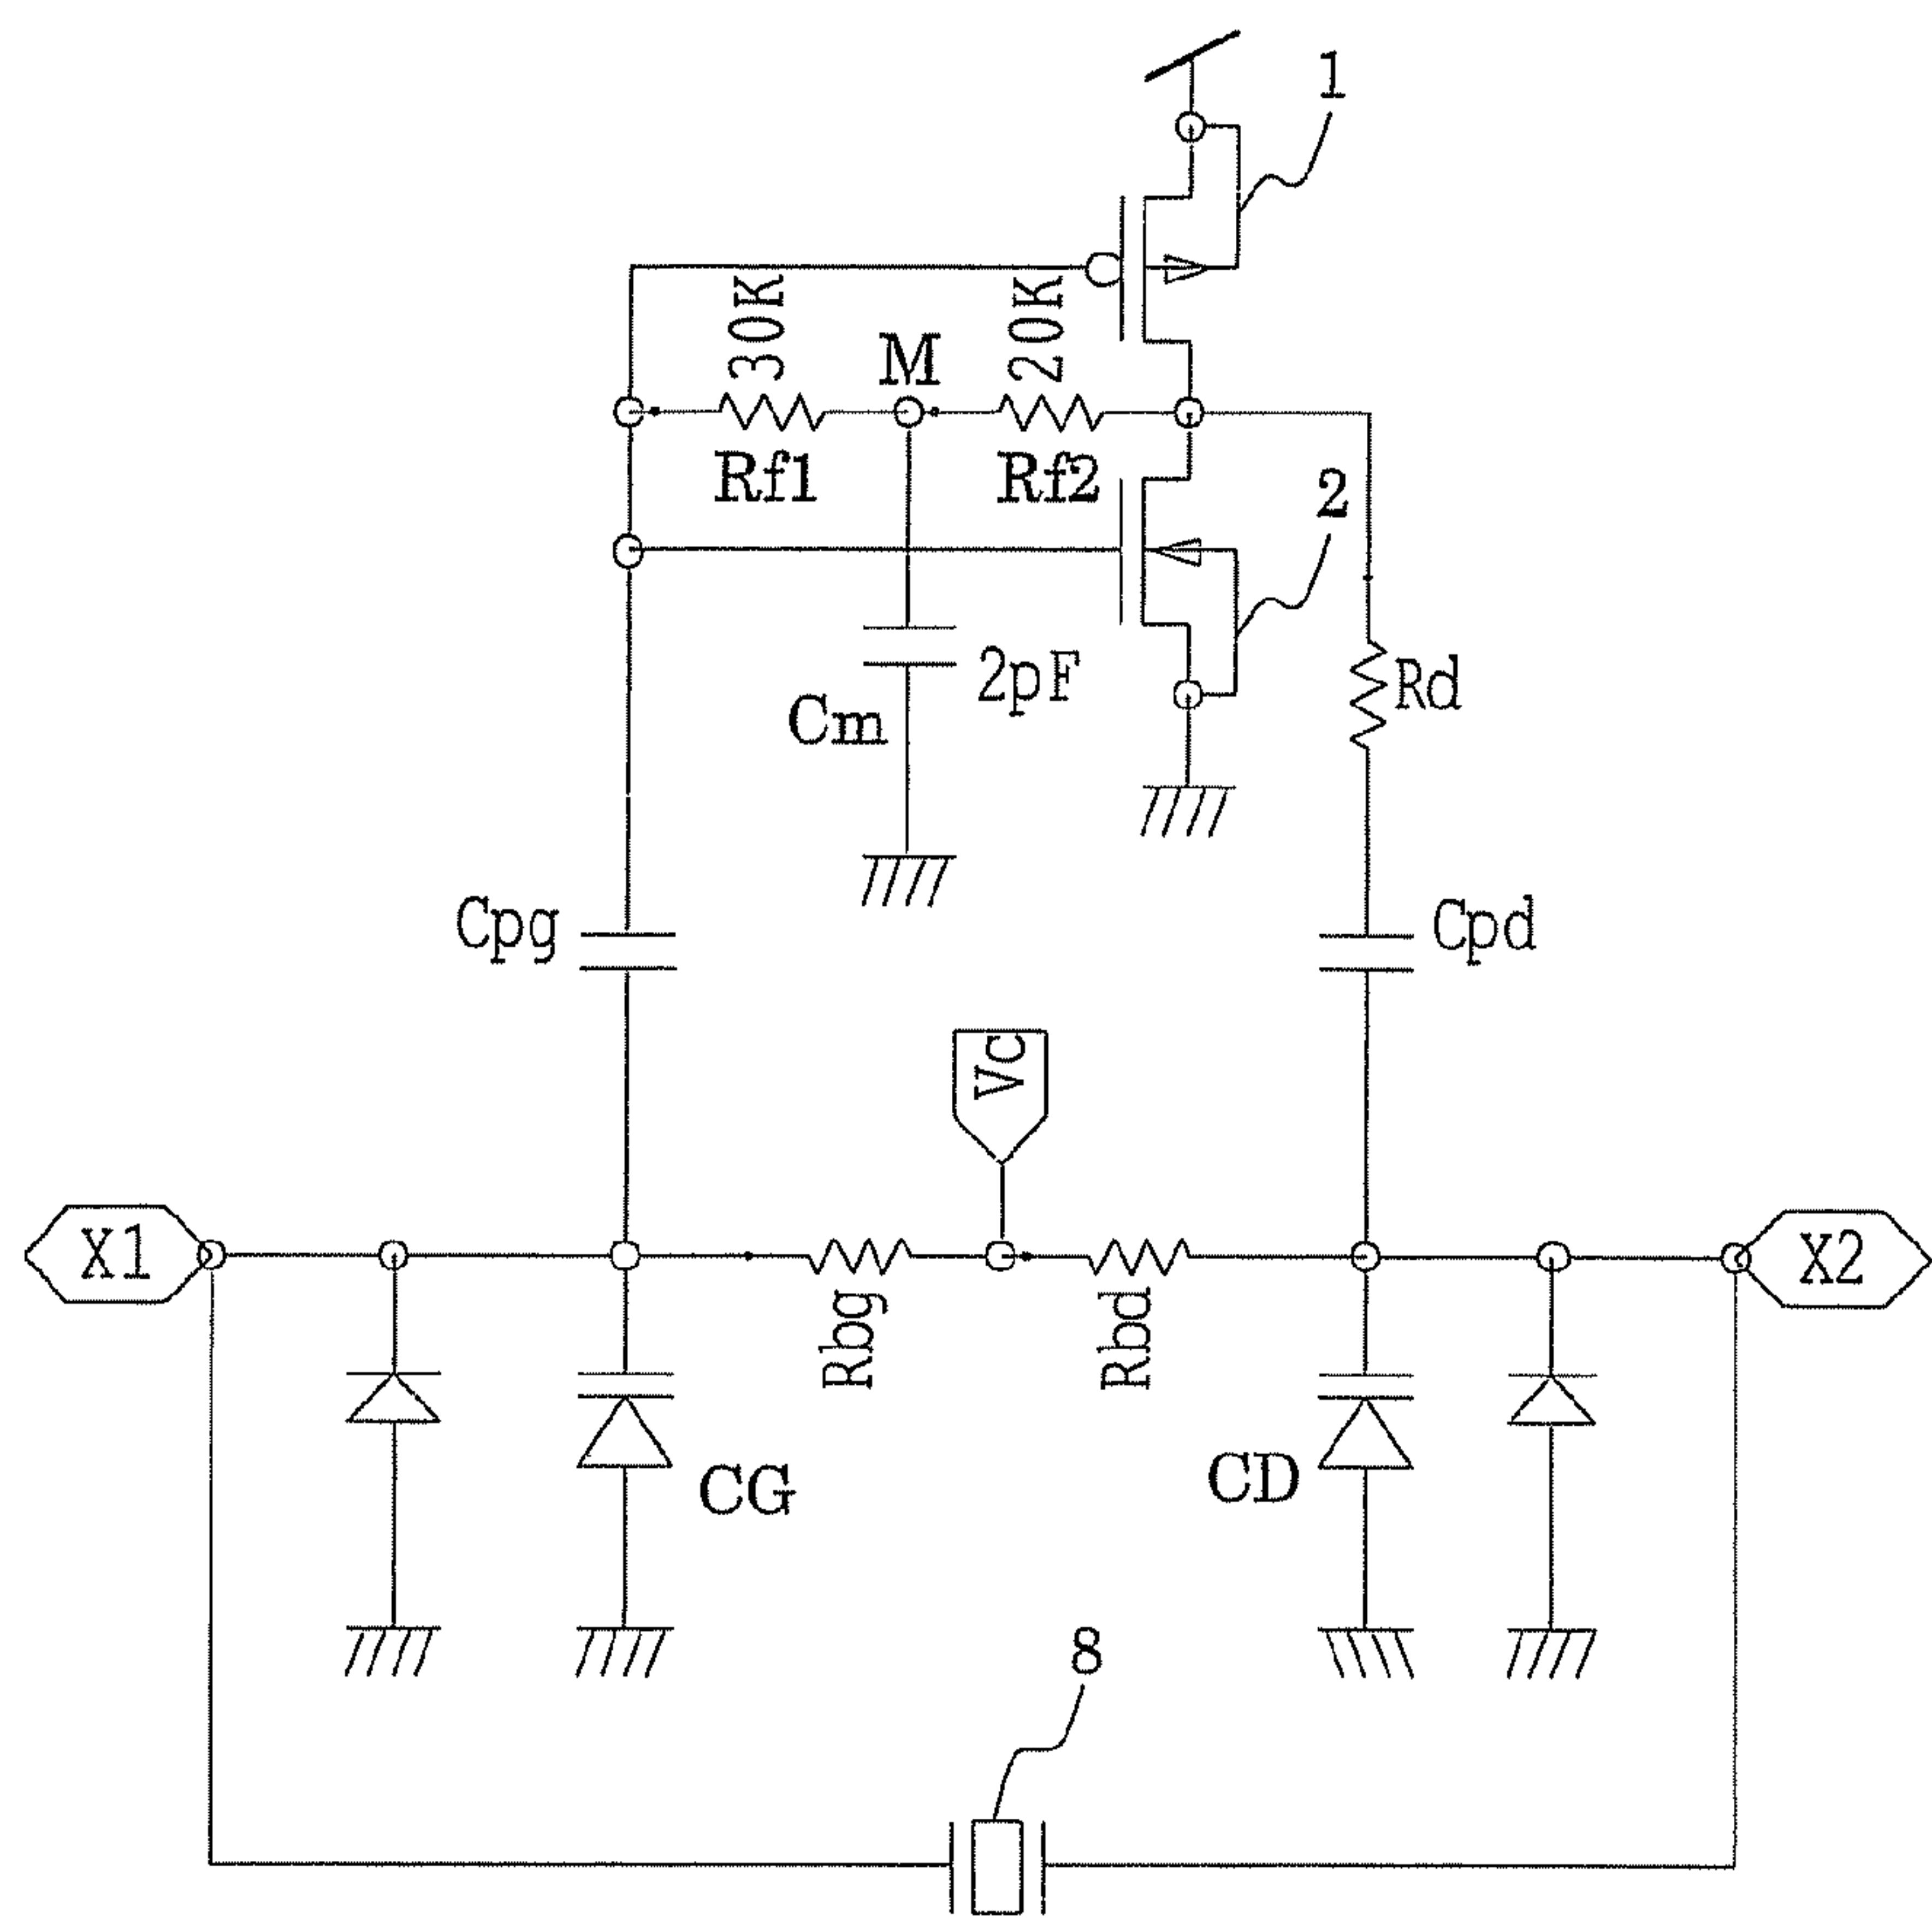 1
30K
M
20K
Rf1
Rf2
2
2pF
Cm
Rd
Cpg
Cpd
Vc
X1
X2
Rbg
Rbd
CG
CD
8